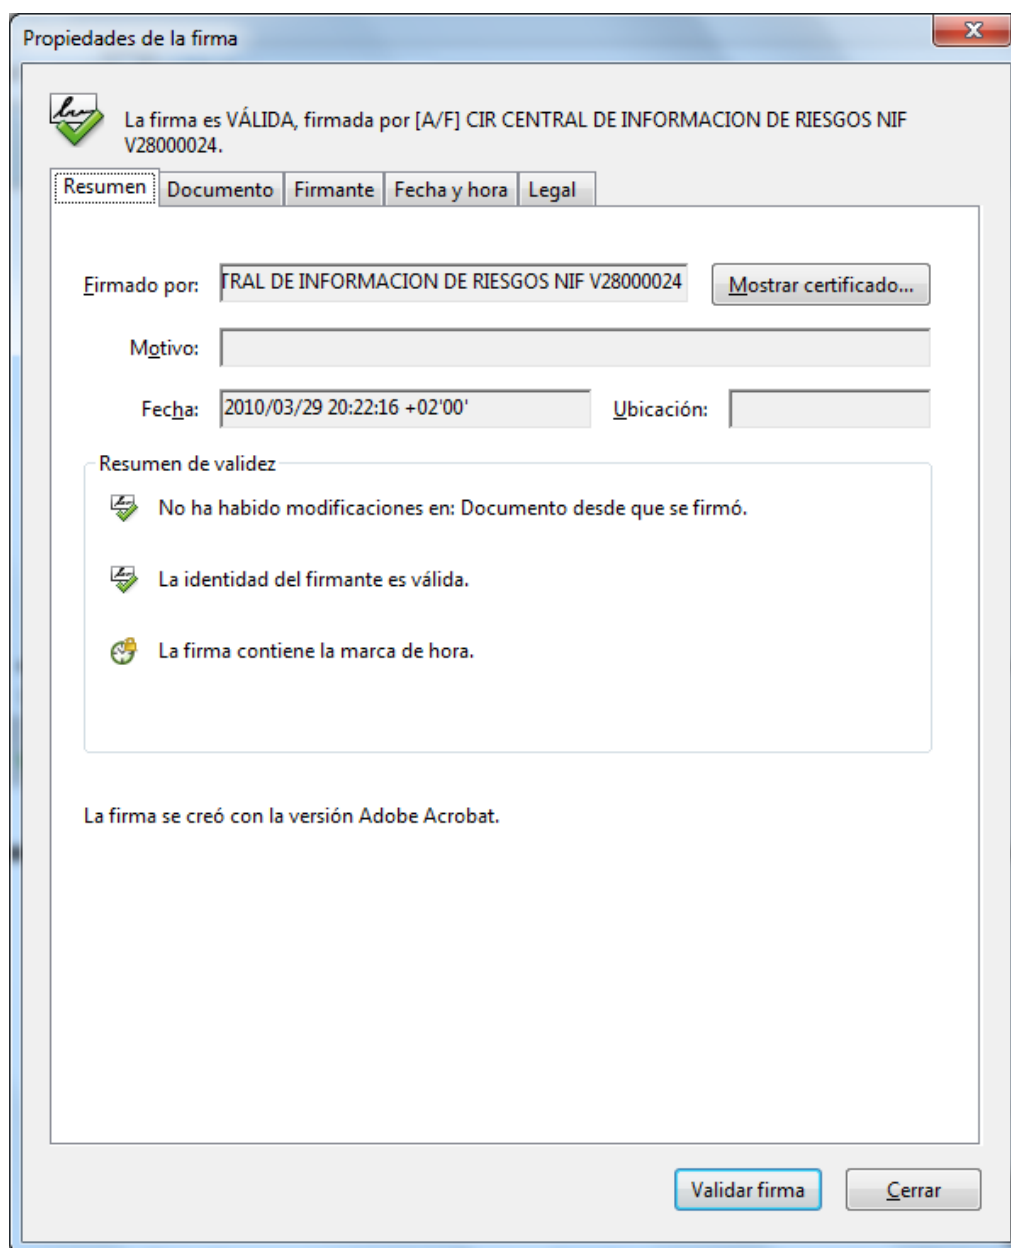 Propiedades de la firma
La firma es VÁLIDA, firmada por [A/F] CIR CENTRAL DE INFORMACION DE RIESGOS NIF
V28000024.
Resumen Documento Firmante Fecha y hora Legal
Firmado por: TRAL DE INFORMACION DE RIESGOS NIF V28000024 Mostrar certificado...
Motivo:
Fecha: 2010/03/29 20:22:16 +02'00' Ubicación:
Resumen de validez
No ha habido modificaciones en: Documento desde que se firmó.
La identidad del firmante es válida.
La firma contiene la marca de hora.
La firma se creó con la versión Adobe Acrobat.
Validar firma Cerrar